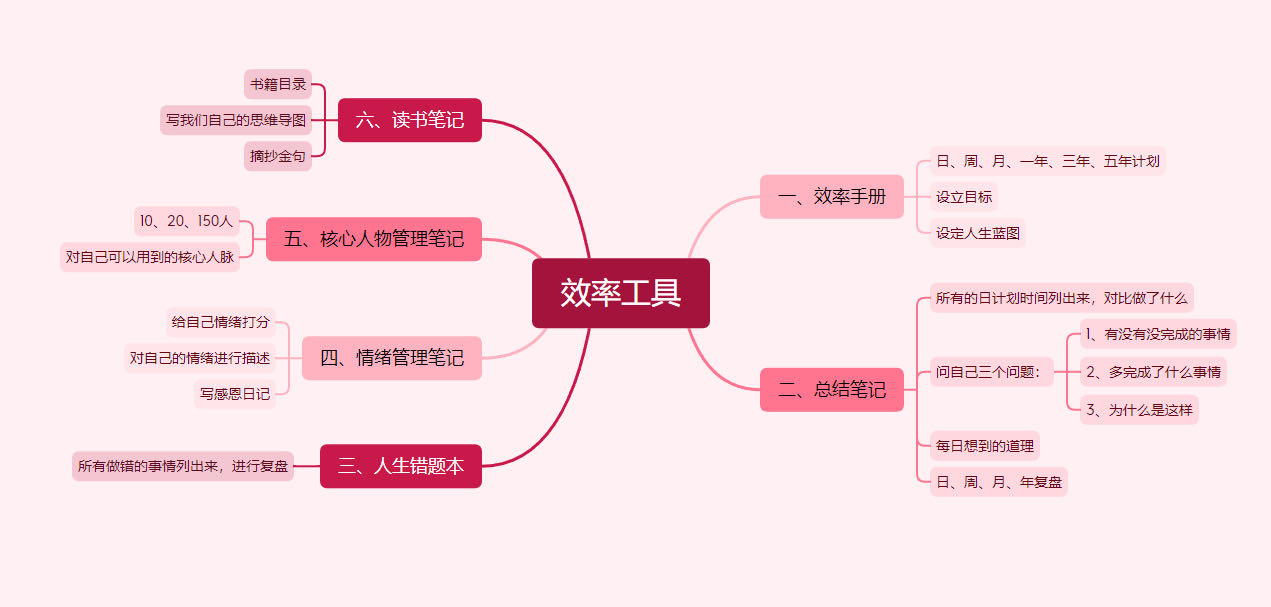 效率工具
一、效率手册
日、周、月、一年、三年、五年计划
设立目标
设定人生蓝图
二、总结笔记
所有的日计划时间列出来，对比做了什么
问自己三个问题：
1、有没有没完成的事情
2、多完成了什么事情
3、为什么是这样
每日想到的道理
日、周、月、年复盘
三、人生错题本
所有做错的事情列出来，进行复盘
四、情绪管理笔记
给自己情绪打分
对自己的情绪进行描述
写感恩日记
五、核心人物管理笔记
10、20、150人
对自己可以用到的核心人脉
六、读书笔记
书籍目录
写我们自己的思维导图
摘抄金句